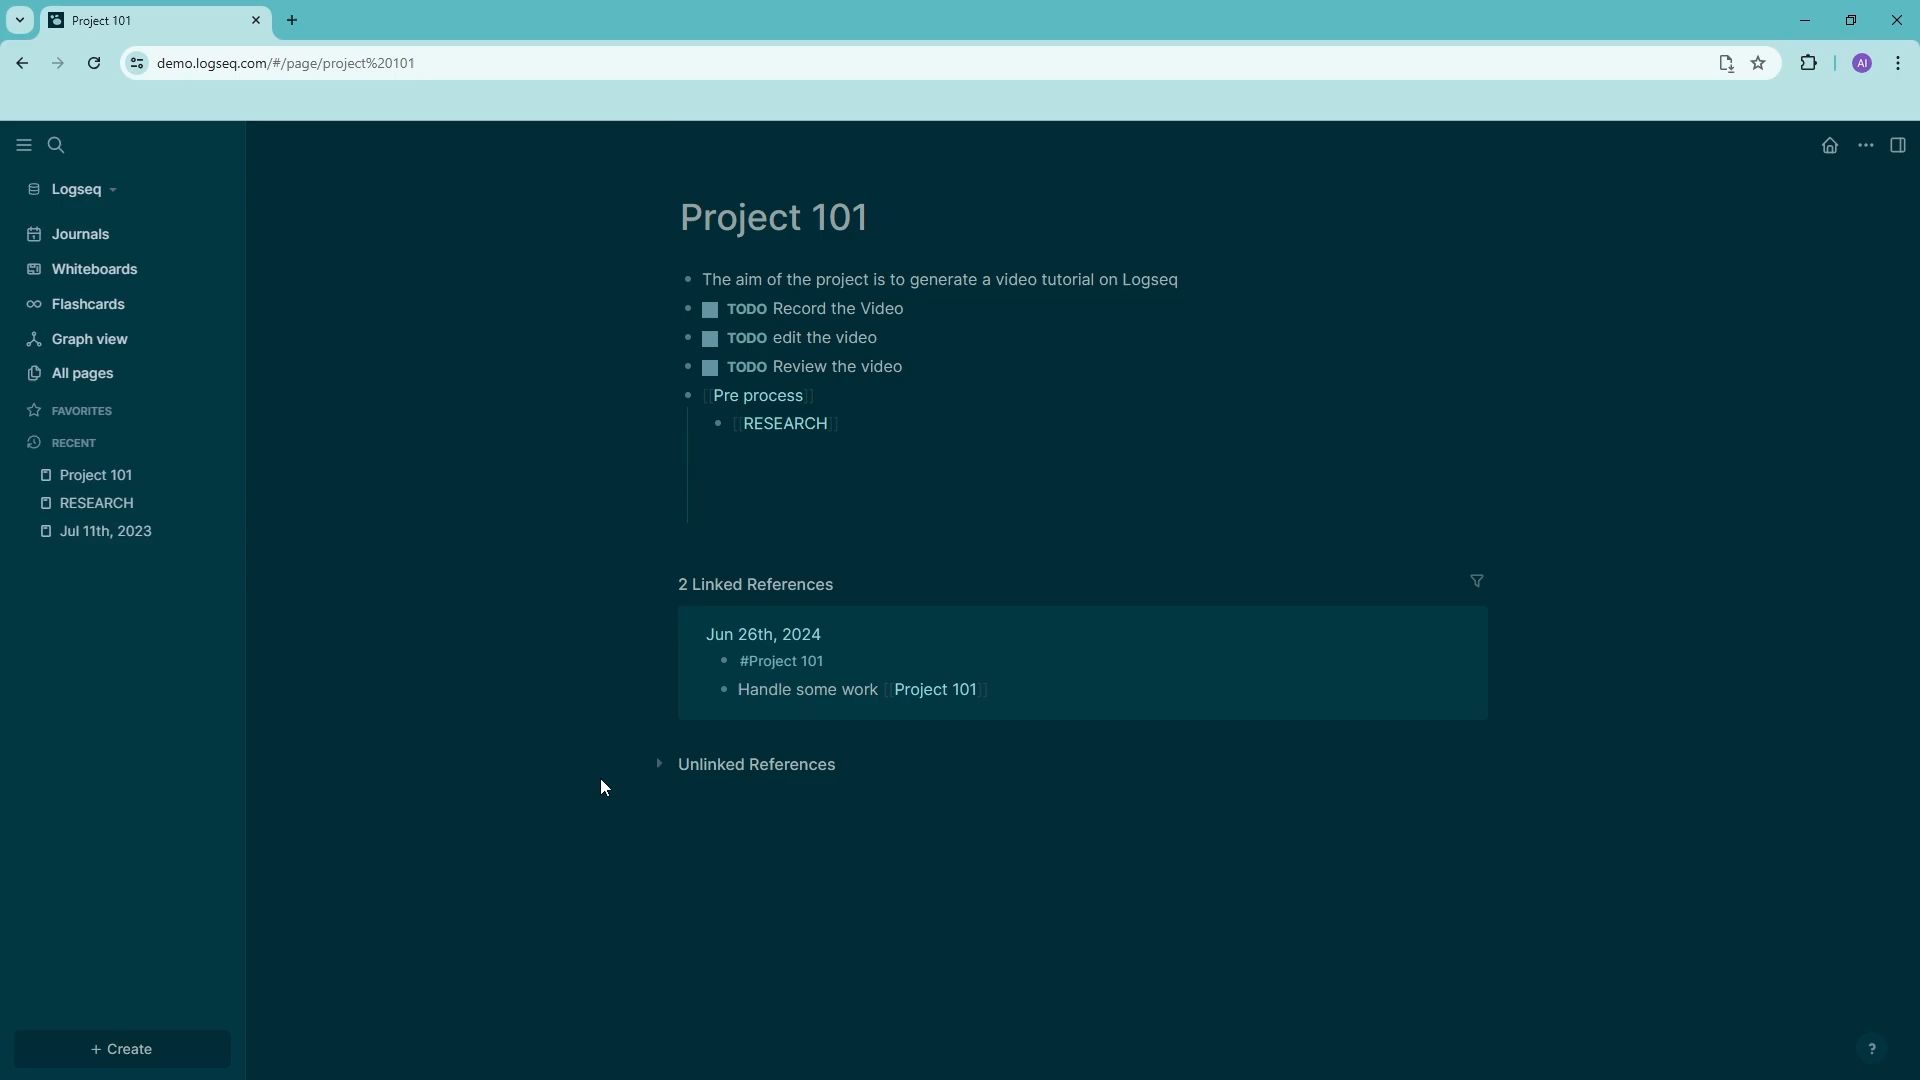 Project 101
demo.logseq.com/#/page/project%20101
AI
Logseq
Journals
Whiteboards
Flashcards
Graph view
All pages
FAVORITES
RECENT
Project 101
RESEARCH
Jul 11th, 2023
+ Create
Project 101
The aim of the project is to generate a video tutorial on Logseq
TODO Record the Video
TODO edit the video
TODO Review the video
[[Pre process]]
[[RESEARCH]]
2 Linked References
Jun 26th, 2024
#Project 101
Handle some work [[Project 101]]
Unlinked References
?